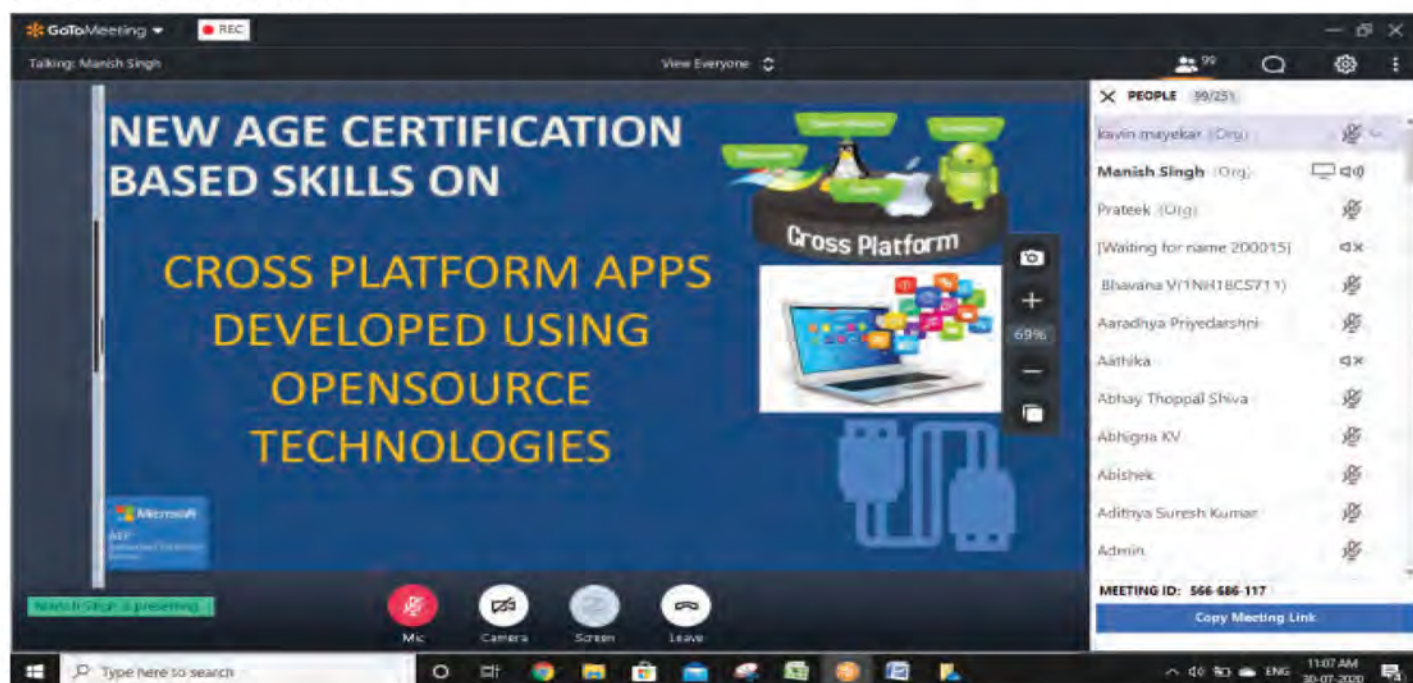 GoToMeeting
REC
Talking: Manish Singh
View Everyone
99
NEW AGE CERTIFICATION
BASED SKILLS ON
CROSS PLATFORM APPS
DEVELOPED USING
OPENSOURCE
TECHNOLOGIES
Cross Platform
Microsoft
AEP
69%
Manish Singh is presenting
Mic
Camera
Screen
Leave
PEOPLE 99/251
kavin mayekar (Org)
Manish Singh (Org)
Prateek (Org)
[Waiting for name 200015]
Bhavana V(1NH18CS711)
Aaradhya Priyedarshni
Aathika
Abhay Thoppal Shiva
Abhigna KV
Abishek
Adithya Suresh Kumar
Admin
MEETING ID: 566-686-117
Copy Meeting Link
Type here to search
ENG
11:07 AM
30-07-2020